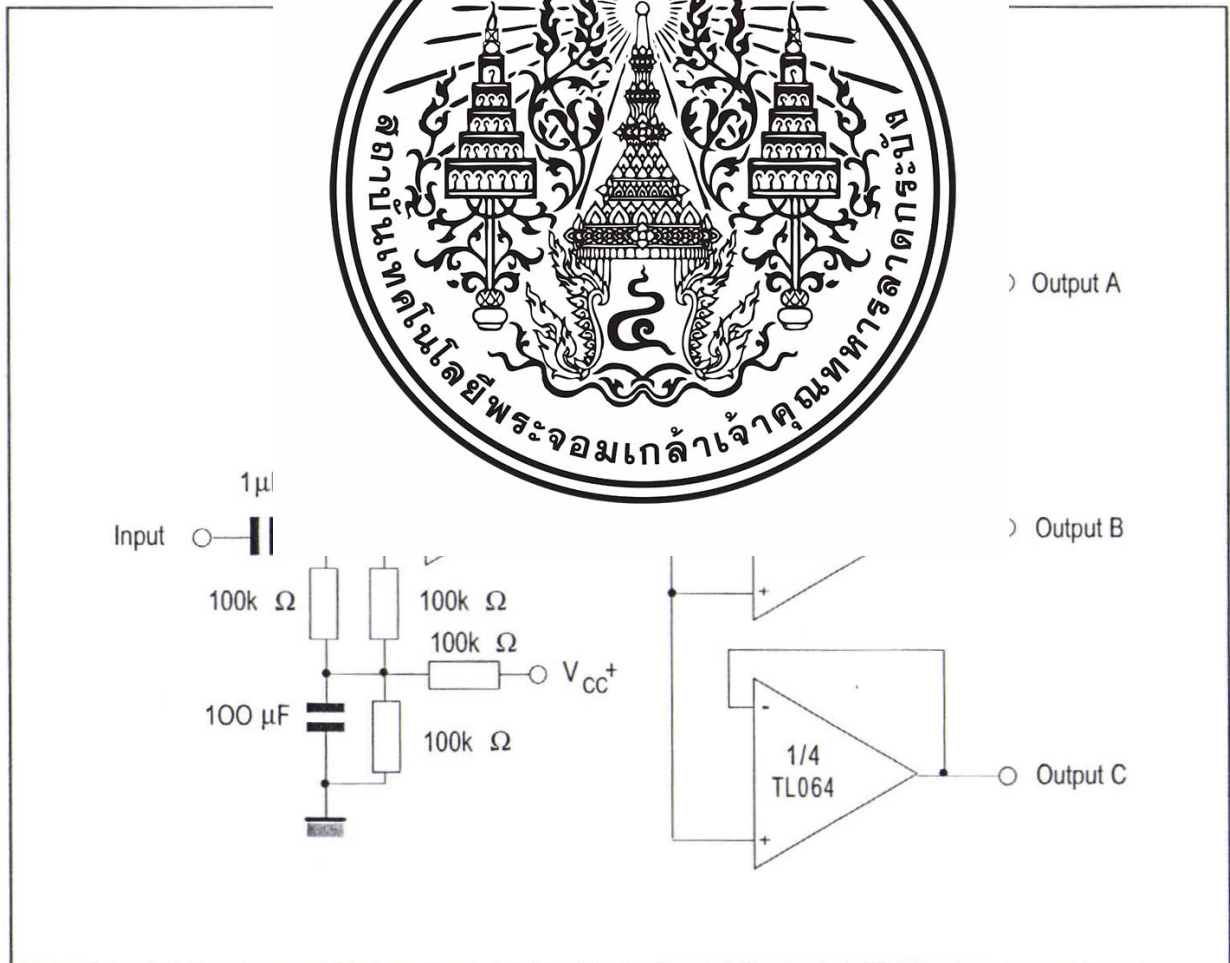 สถาบันเทคโนโลยีพระจอมเกล้าเจ้าคุณทหารลาดกระบัง
Output A
1μ
Input
Output B
100k Ω
100k Ω
+
100k Ω
VCC+
100 μF
100k Ω
-
1/4
TL064
Output C
+